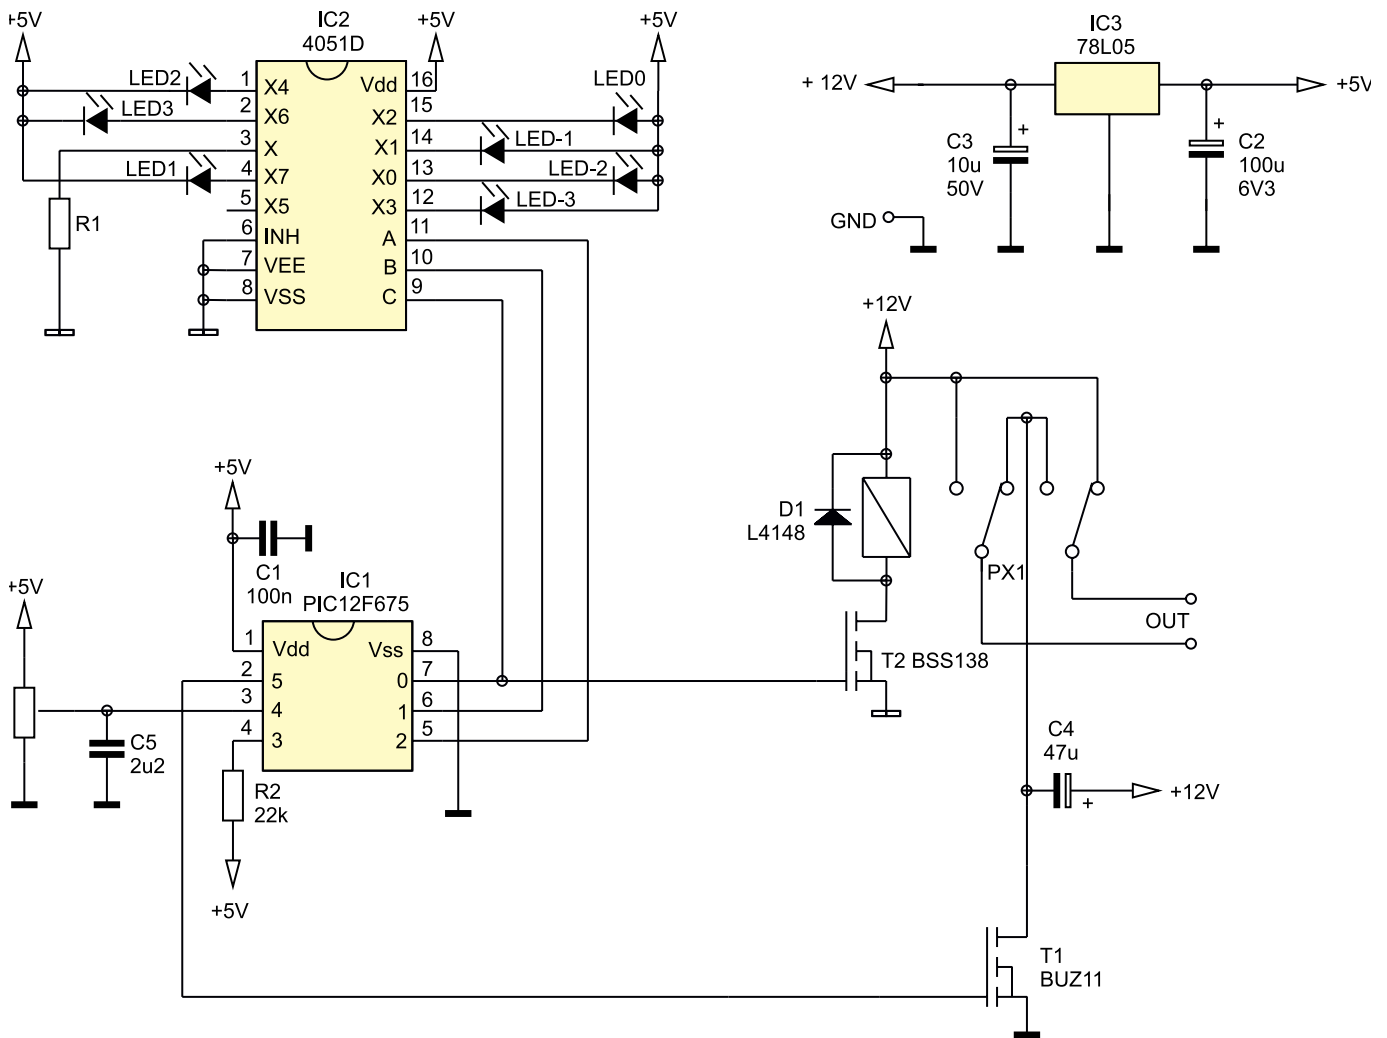 +5V
IC2
4051D
+5V
+5V
LED2
1
X4
Vdd
16
LED0
LED3
2
X6
X2
15
3
X
X1
14
LED-1
LED1
4
X7
X0
13
LED-2
5
X5
X3
12
LED-3
R1
6
INH
A
11
7
VEE
B
10
8
VSS
C
9
IC3
78L05
+ 12V
+5V
C3
10u
50V
+
+
C2
100u
6V3
GND
+12V
D1
L4148
PX1
OUT
T2 BSS138
+5V
C1
100n
IC1
PIC12F675
+5V
1
Vdd
Vss
8
2
5
0
7
3
4
1
6
4
3
2
5
C5
2u2
R2
22k
+5V
C4
47u
+
+12V
T1
BUZ11